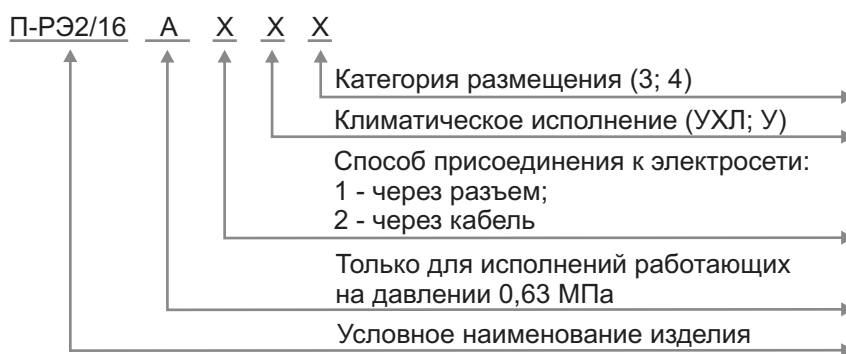 П-РЭ2/16 А Х Х Х
Категория размещения (3; 4)
Климатическое исполнение (УХЛ; У)
Способ присоединения к электросети:
1 - через разъем;
2 - через кабель
Только для исполнений работающих
на давлении 0,63 МПа
Условное наименование изделия